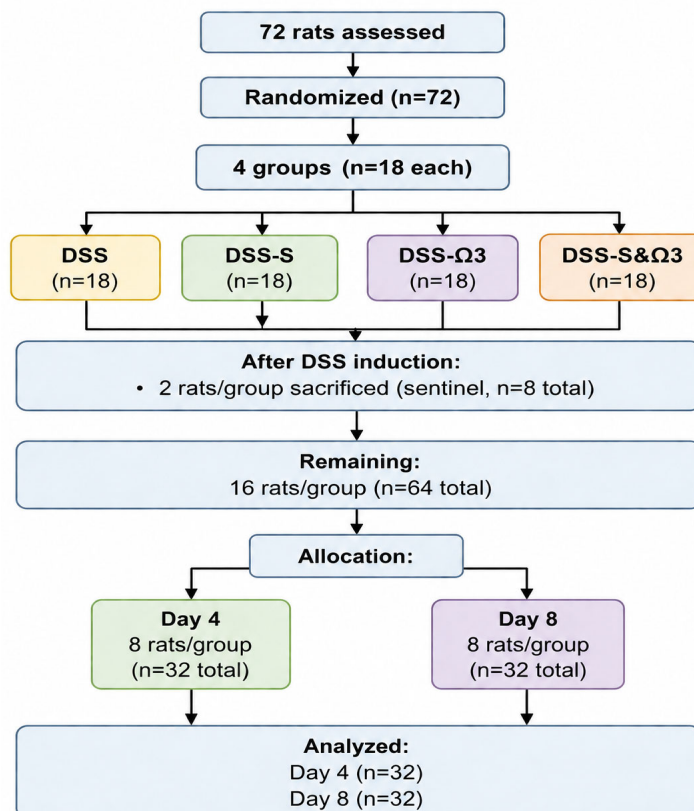 72 rats assessed
Randomized (n=72)
4 groups (n=18 each)
DSS
(n=18)
DSS-S
(n=18)
DSS-Ω3
(n=18)
DSS-S&Ω3
(n=18)
After DSS induction:
• 2 rats/group sacrificed (sentinel, n=8 total)
Remaining:
16 rats/group (n=64 total)
Allocation:
Day 4
8 rats/group
(n=32 total)
Day 8
8 rats/group
(n=32 total)
Analyzed:
Day 4 (n=32)
Day 8 (n=32)